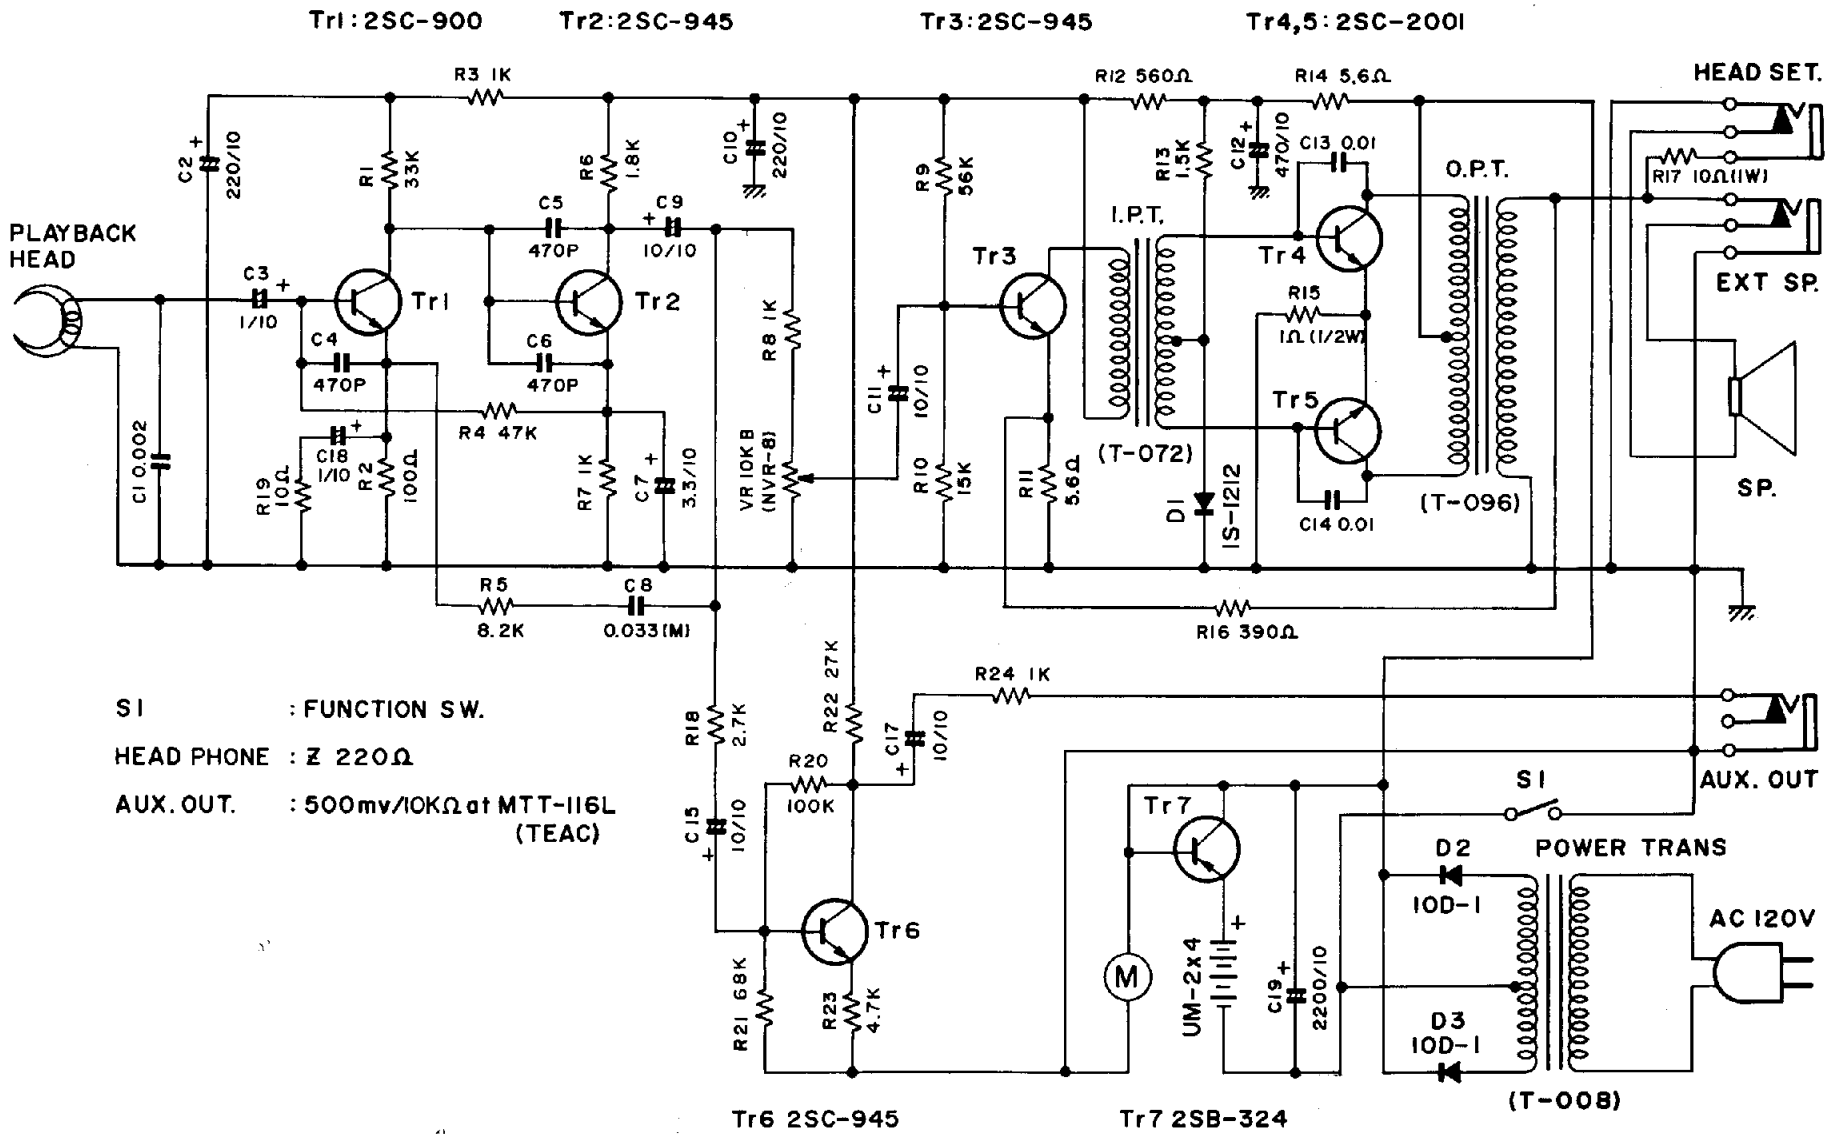 Tr1:2SC-900
Tr2:2SC-945
Tr3:2SC-945
Tr4,5:2SC-2001
R3 1K
R12 560Ω
R14 5.6Ω
HEAD SET.
C2 + 220/10
R1 33K
R6 1.8K
C10 + 220/10
R9 56K
R13 1.5K
C12 + 470/10
C13 0.01
O.P.T.
R17 10Ω(1W)
PLAYBACK
HEAD
C5
470P
C9
+
10/10
I.P.T.
Tr3
Tr4
EXT SP.
C3
+
1/10
Tr1
Tr2
R8 1K
R15
1Ω (1/2W)
C4
470P
C6
470P
C11 + 10/10
Tr5
R4 47K
(T-072)
C1 0.002
R19 10Ω
C18
+
1/10
R2 100Ω
R7 1K
C7 + 3.3/10
VR 10K B
(NVR-8)
R10 15K
R11 5.6Ω
D1
1S-1212
C14 0.01
(T-096)
SP.
R5
8.2K
C8
0.033(M)
R16 390Ω
R18 2.7K
R22 27K
C17 + 10/10
R24 1K
S1 : FUNCTION SW.
HEAD PHONE : Z 220Ω
AUX. OUT. : 500mv/10KΩ at MTT-116L
(TEAC)
R20
100K
C15 + 10/10
Tr7
S1
AUX. OUT
D2
10D-1
POWER TRANS
Tr6
AC 120V
R21 68K
R23 4.7K
M
UM-2x4
+
C19 + 2200/10
D3
10D-1
(T-008)
Tr6 2SC-945
Tr7 2SB-324